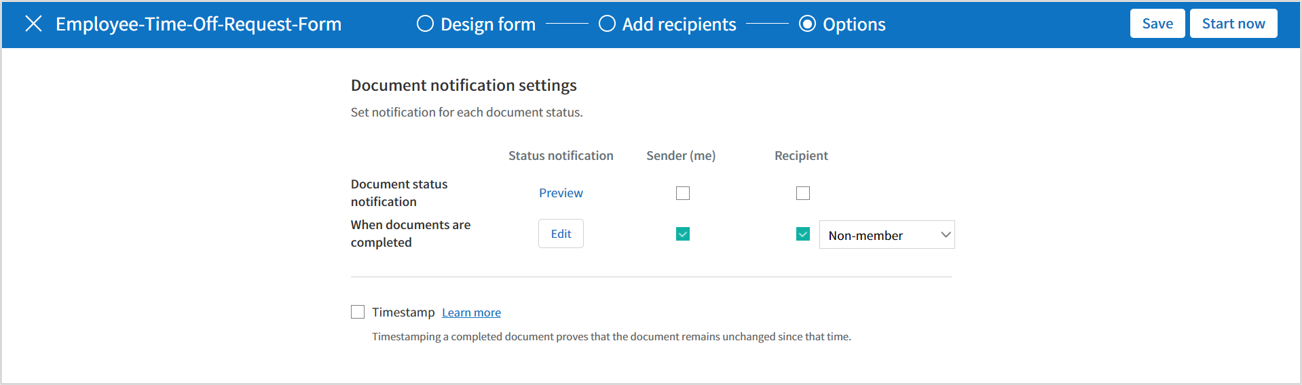 Employee-Time-Off-Request-Form Design form Add recipients Options Save Start now
Document notification settings
Set notification for each document status.
Status notification Sender (me) Recipient
Document status
notification
Preview
When documents are
completed
Edit
Non-member
Timestamp Learn more
Timestamping a completed document proves that the document remains unchanged since that time.